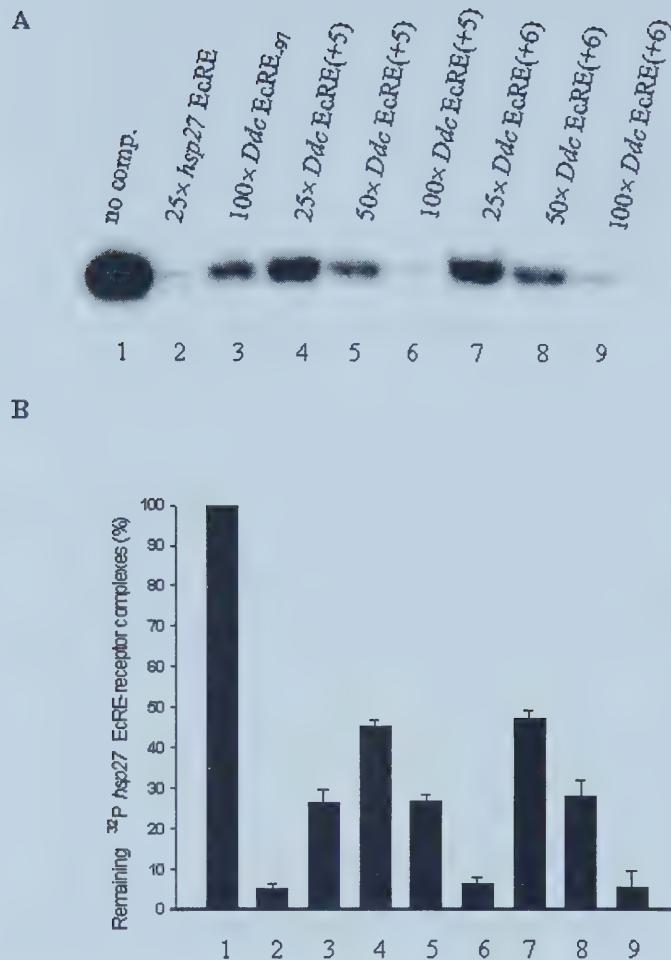 A
no comp.
25× hsp27 EcRE
100× Ddc EcRE-97
25× Ddc EcRE(+5)
50× Ddc EcRE(+5)
100× Ddc EcRE(+5)
25× Ddc EcRE(+6)
50× Ddc EcRE(+6)
100× Ddc EcRE(+6)
1 2 3 4 5 6 7 8 9
B
Remaining ³²P hsp27 EcRE-receptor complexes (%)
100
90
80
70
60
50
40
30
20
10
0
1 2 3 4 5 6 7 8 9